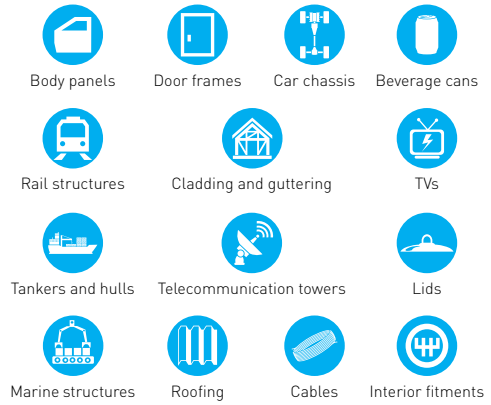 Body panels
Door frames
Car chassis
Beverage cans
Rail structures
Cladding and guttering
TVs
Tankers and hulls
Telecommunication towers
Lids
Marine structures
Roofing
Cables
Interior fitments